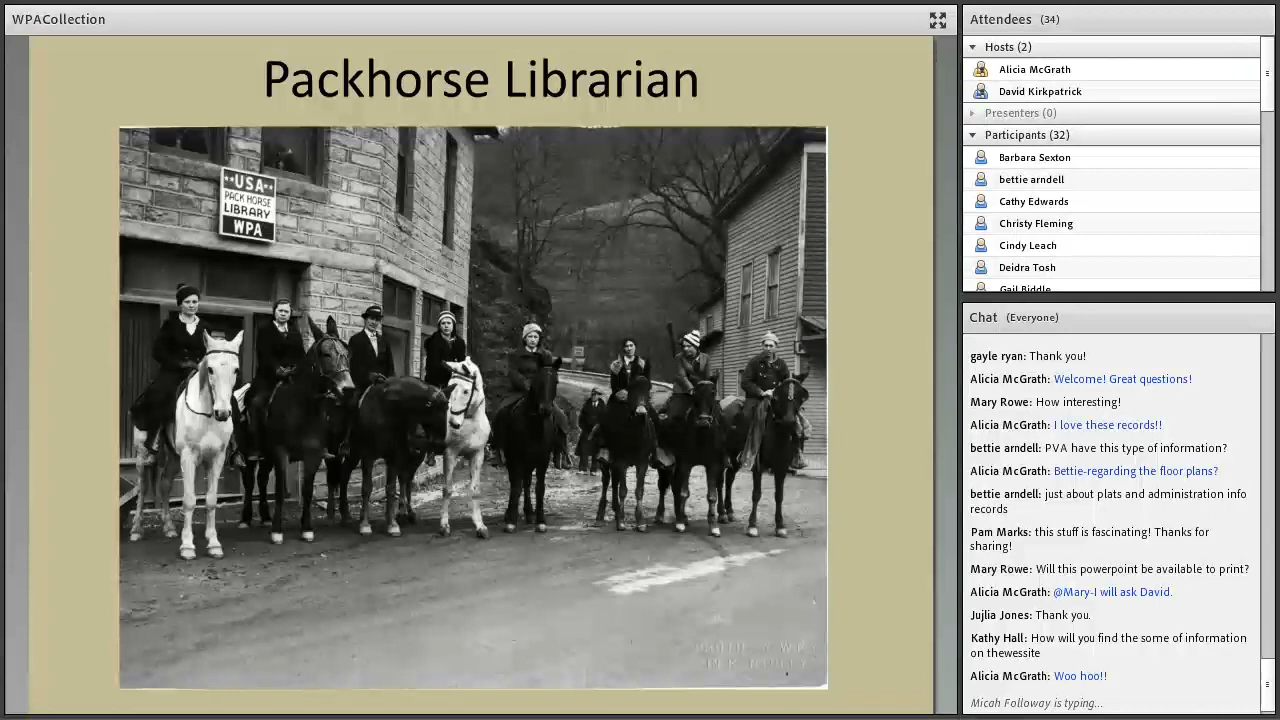 WPACollection
Packhorse Librarian
**USA**
PACK HORSE
LIBRARY
WPA
Attendees (34)
Hosts (2)
Alicia McGrath
David Kirkpatrick
Presenters (0)
Participants (32)
Barbara Sexton
bettie arndell
Cathy Edwards
Christy Fleming
Cindy Leach
Deidra Tosh
Gail Biddle
Chat (Everyone)
gayle ryan: Thank you!
Alicia McGrath: Welcome! Great questions!
Mary Rowe: How interesting!
Alicia McGrath: I love these records!!
bettie arndell: PVA have this type of information?
Alicia McGrath: Bettie-regarding the floor plans?
bettie arndell: just about plats and administration info
records
Pam Marks: this stuff is fascinating! Thanks for
sharing!
Mary Rowe: Will this powerpoint be available to print?
Alicia McGrath: @Mary-I will ask David.
Jujlia Jones: Thank you.
Kathy Hall: How will you find the some of information
on thewessite
Alicia McGrath: Woo hoo!!
Micah Followay is typing...